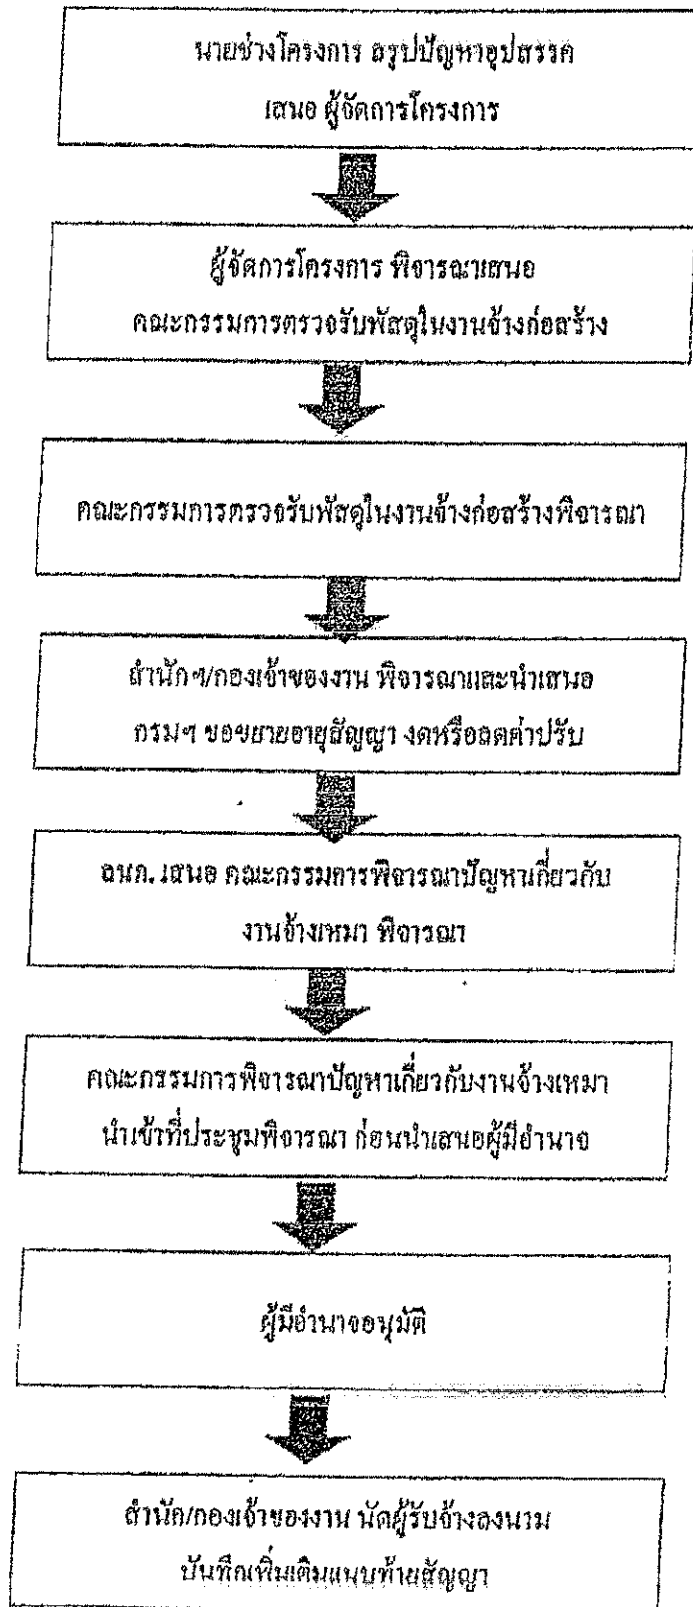 นายช่างโครงการ สรุปปัญหาอุปสรรค
เสนอ ผู้จัดการโครงการ
ผู้จัดการโครงการ พิจารณาเสนอ
คณะกรรมการตรวจรับพัสดุในงานจ้างก่อสร้าง
คณะกรรมการตรวจรับพัสดุในงานจ้างก่อสร้างพิจารณา
สำนักฯ/กองเจ้าของงาน พิจารณาและนำเสนอ
กรมฯ ขอขยายอายุสัญญา งดหรือลดค่าปรับ
อนก. เสนอ คณะกรรมการพิจารณาปัญหาเกี่ยวกับ
งานจ้างเหมา พิจารณา
คณะกรรมการพิจารณาปัญหาเกี่ยวกับงานจ้างเหมา
นำเข้าที่ประชุมพิจารณา ก่อนนำเสนอผู้มีอำนาจ
ผู้มีอำนาจอนุมัติ
สำนัก/กองเจ้าของงาน นัดผู้รับจ้างลงนาม
บันทึกเพิ่มเติมแนบท้ายสัญญา